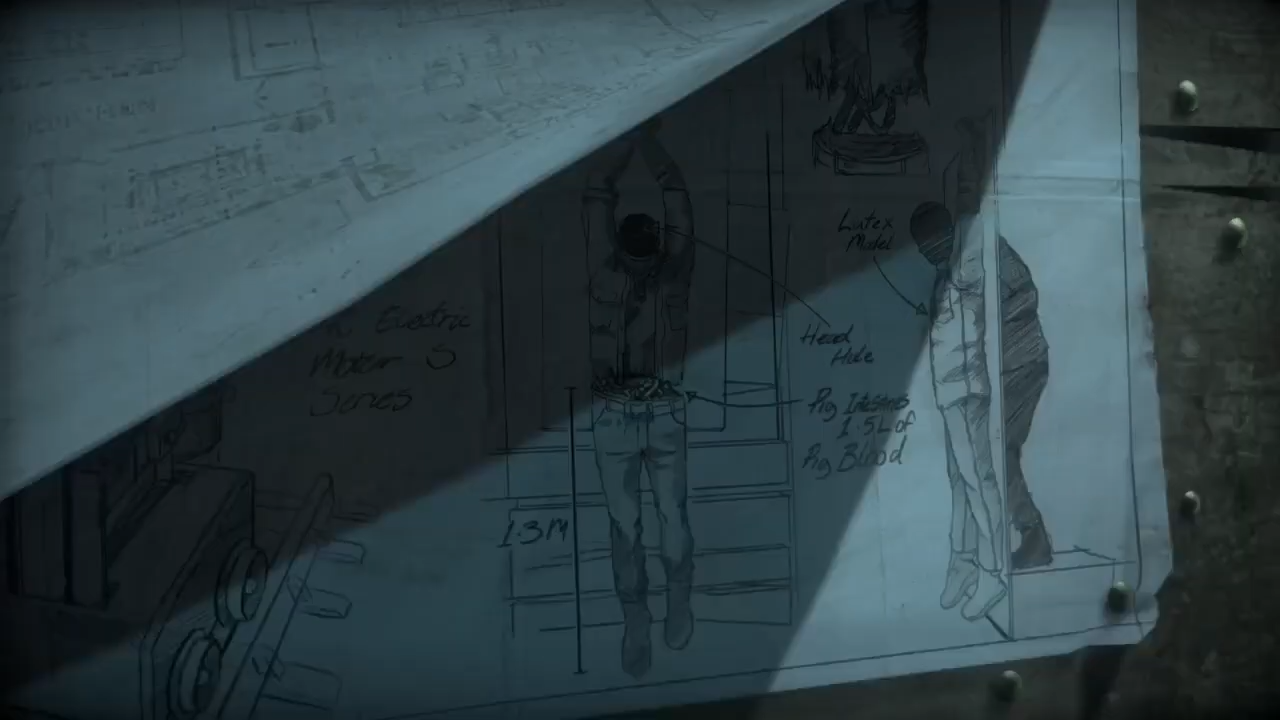 Electric
Motor S
Series
Latex
Model
Head
Hole
Pig Intestines
1.5L of
Pig Blood
1.3M